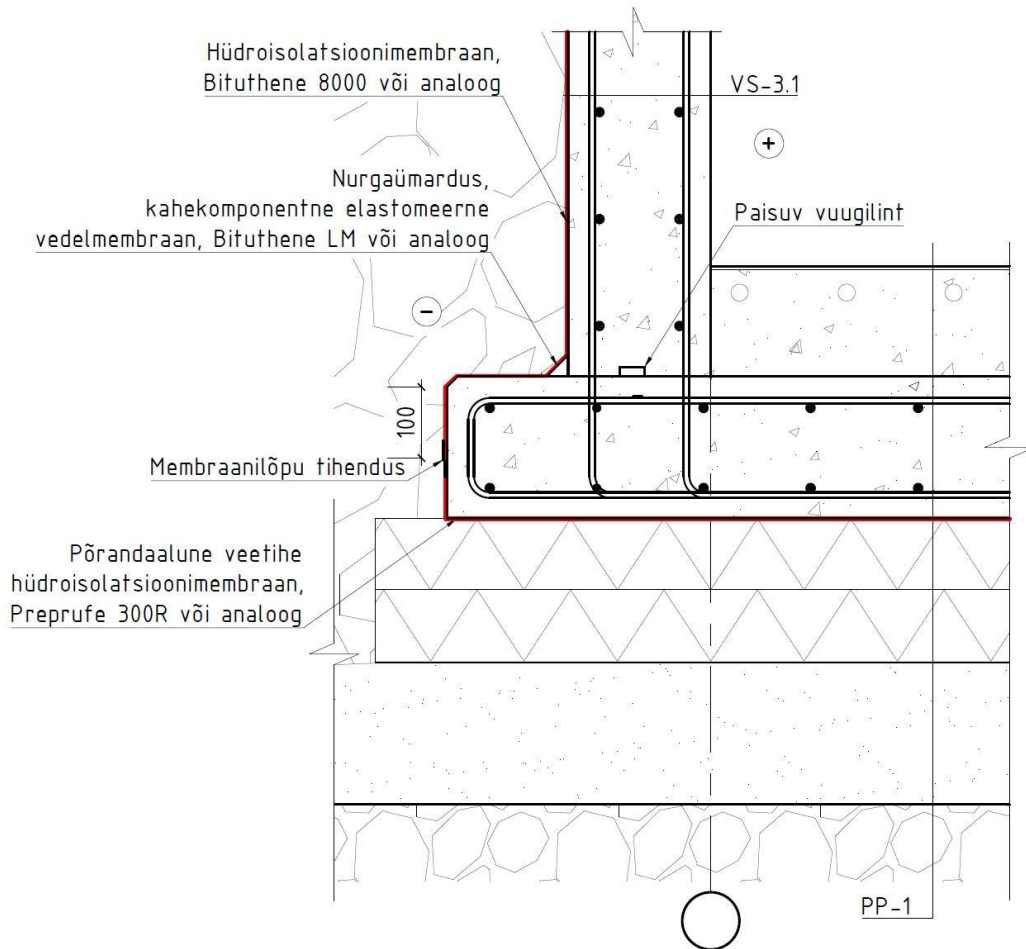 Hüdroisolatsioonimembraan,
Bituthene 8000 või analoog
VS-3.1
+
Nurgaümardus,
kahekomponentne elastomeerne
vedelmembraan, Bituthene LM või analoog
Paisuv vuugilint
-
100
Membraanilõpu tihendus
Põrandaalune veetihe
hüdroisolatsioonimembraan,
Preprufe 300R või analoog
PP-1